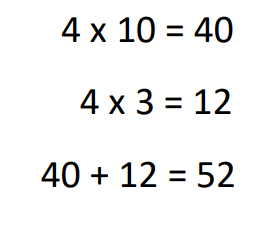 4 x 10 = 40
4 x 3 = 12
40 + 12 = 52